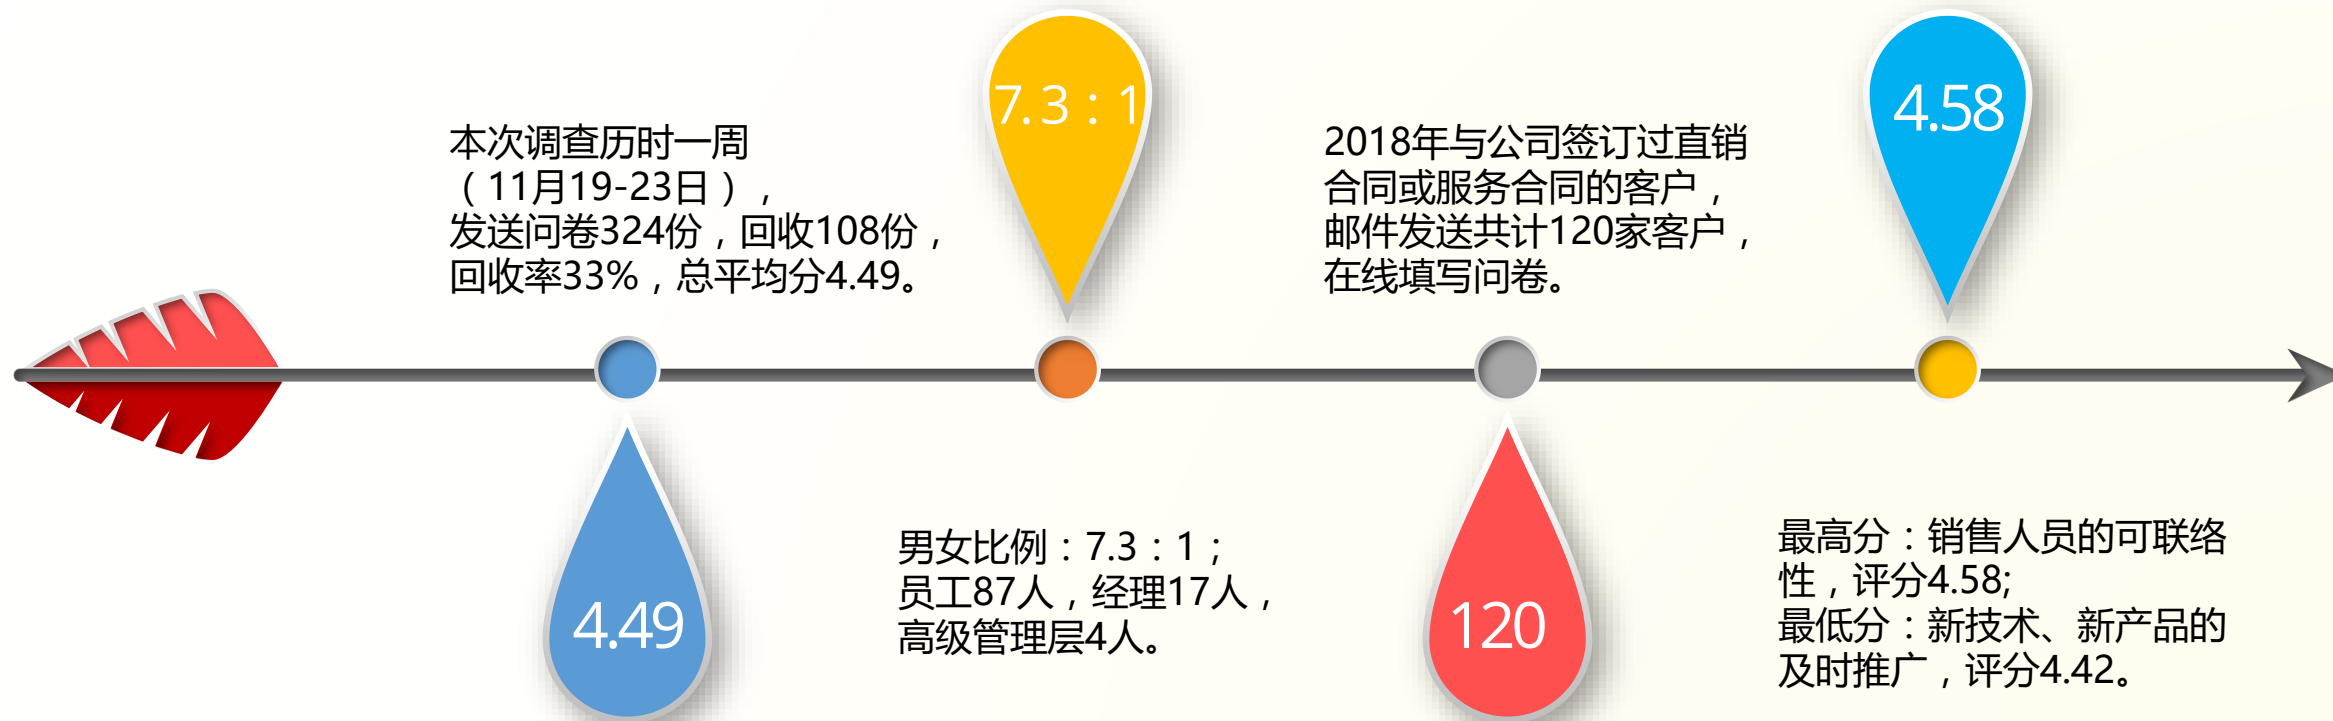 本次调查历时一周
（11月19-23日），
发送问卷324份，回收108份，
回收率33%，总平均分4.49。
4.49
7.3：1
男女比例：7.3：1；
员工87人，经理17人，
高级管理层4人。
2018年与公司签订过直销
合同或服务合同的客户，
邮件发送共计120家客户，
在线填写问卷。
120
4.58
最高分：销售人员的可联络
性，评分4.58;
最低分：新技术、新产品的
及时推广，评分4.42。